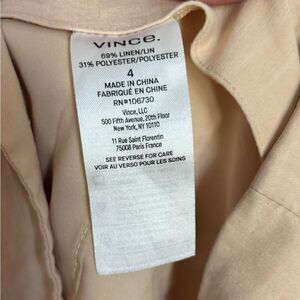 VINCE.
69% LINEN/LIN
31% POLYESTER/POLYESTER
4
MADE IN CHINA
FABRIQUÉ EN CHINE
RN#106730
Vince, LLC
500 Fifth Avenue, 20th Floor
New York, NY 10110
11 Rue Saint Florentin
75008 Paris France
SEE REVERSE FOR CARE
VOIR AU VERSO POUR LES SOINS